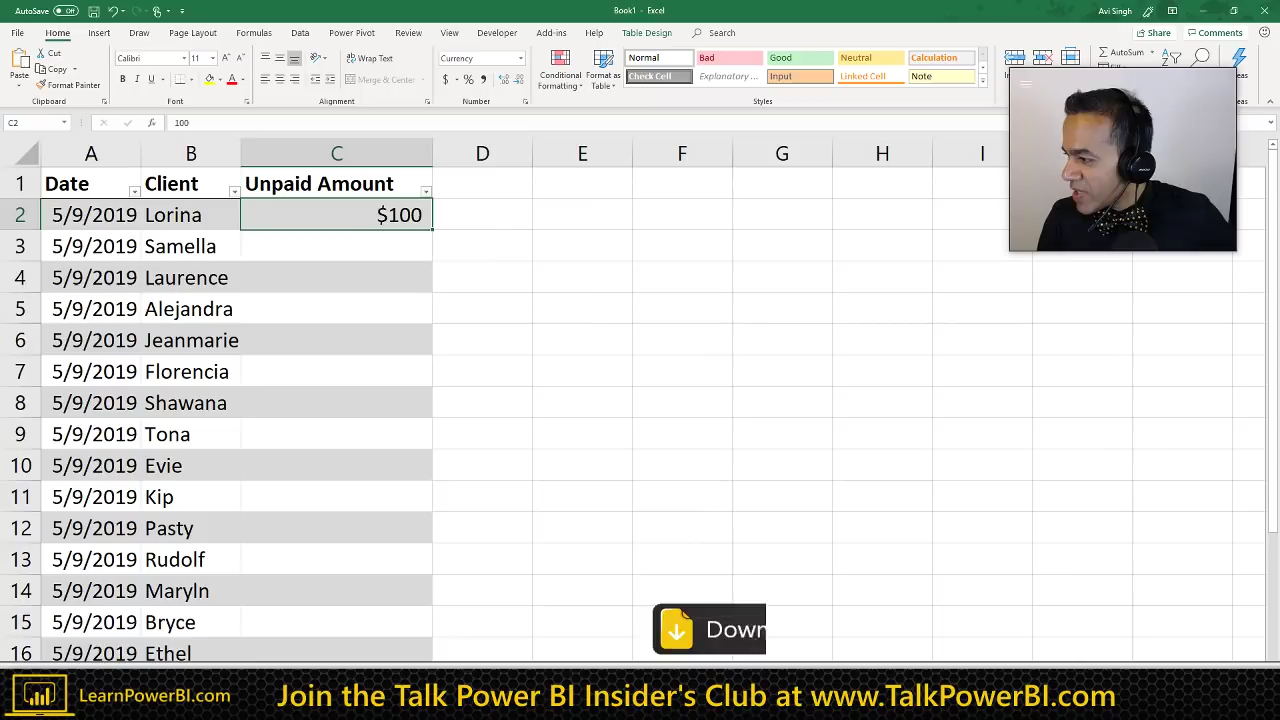 AutoSave Off
Book1 - Excel
Avi Singh
File Home Insert Draw Page Layout Formulas Data Power Pivot Review View Developer Add-ins Help Table Design Search Share Comments
Paste Cut Copy Format Painter Clipboard
Calibri 11 B I U A Font
Wrap Text Merge & Center Alignment
Currency $ % Number
Conditional Formatting Format as Table
Normal Bad Good Neutral Calculation
Check Cell Explanatory ... Input Linked Cell Note
Styles
AutoSum
C2 fx 100
A B C D E F G H I
1 Date Client Unpaid Amount
2 5/9/2019 Lorina $100
3 5/9/2019 Samella
4 5/9/2019 Laurence
5 5/9/2019 Alejandra
6 5/9/2019 Jeanmarie
7 5/9/2019 Florencia
8 5/9/2019 Shawana
9 5/9/2019 Tona
10 5/9/2019 Evie
11 5/9/2019 Kip
12 5/9/2019 Pasty
13 5/9/2019 Rudolf
14 5/9/2019 Maryln
15 5/9/2019 Bryce
16 5/9/2019 Ethel
Down
LearnPowerBI.com
Join the Talk Power BI Insider's Club at www.TalkPowerBI.com